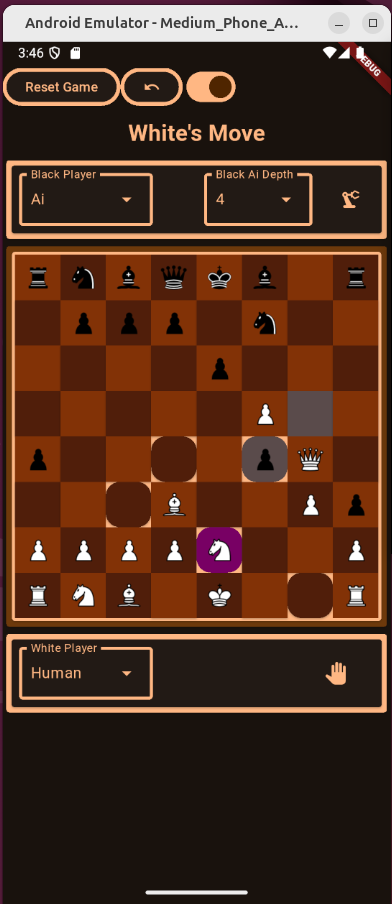 Android Emulator - Medium_Phone_A...
3:46
DEBUG
Reset Game
White's Move
Black Player
Black Ai Depth
Ai
4
White Player
Human